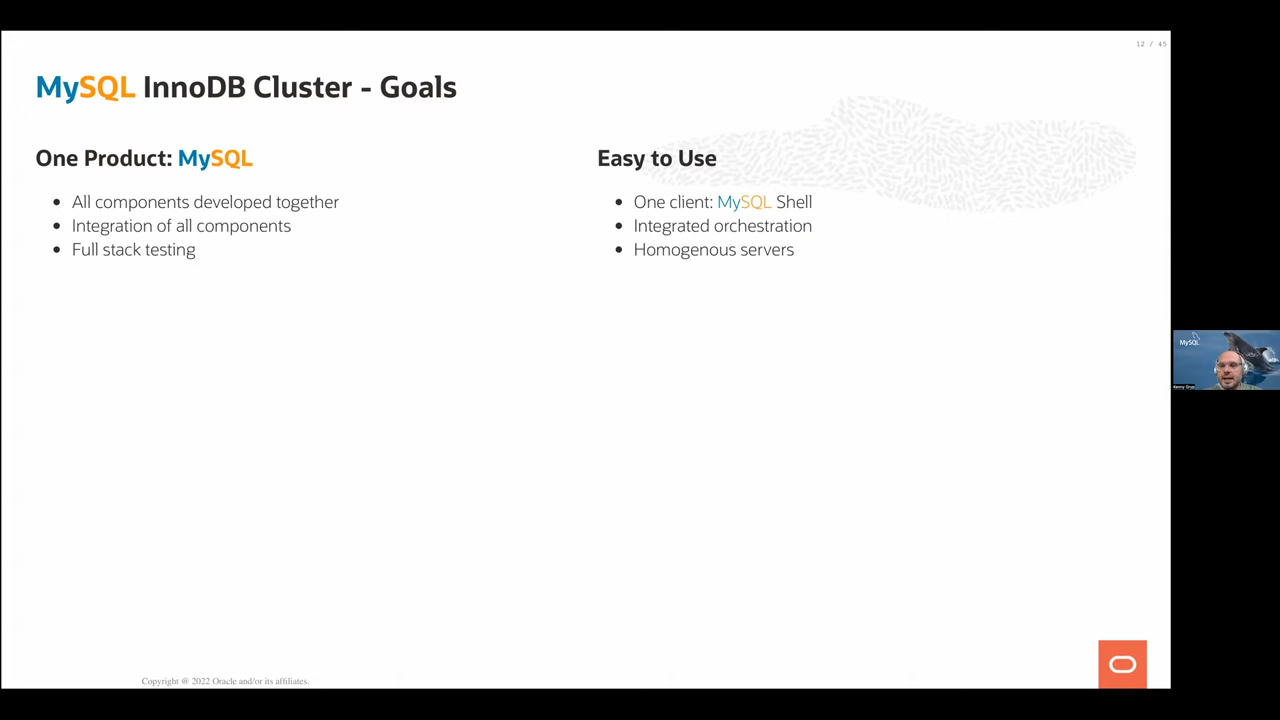 12 / 45
MySQL InnoDB Cluster - Goals
One Product: MySQL
All components developed together
Integration of all components
Full stack testing
Easy to Use
One client: MySQL Shell
Integrated orchestration
Homogenous servers
MySQL
Kenny Gryp
Copyright @ 2022 Oracle and/or its affiliates.